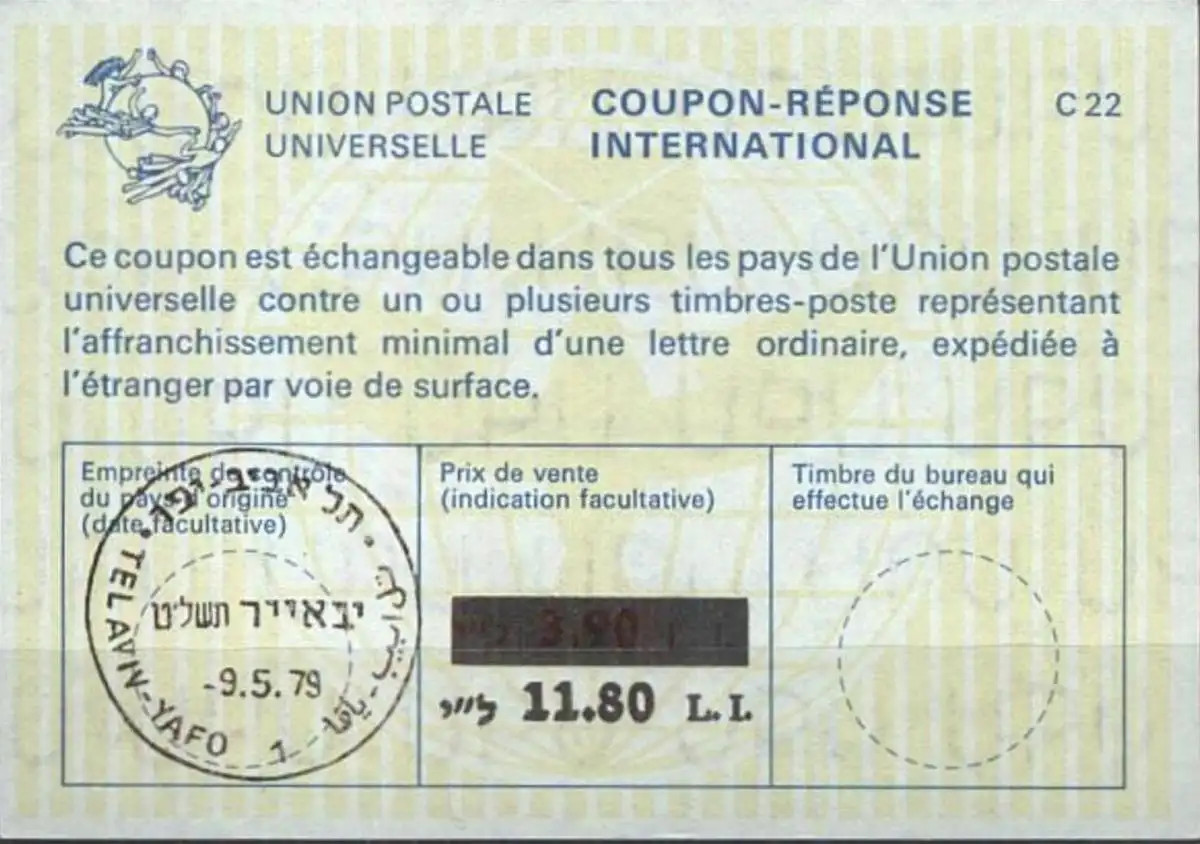 UNION POSTALE
UNIVERSELLE
COUPON-RÉPONSE
INTERNATIONAL
C 22
Ce coupon est échangeable dans tous les pays de l'Union postale
universelle contre un ou plusieurs timbres-poste représentant
l'affranchissement minimal d'une lettre ordinaire, expédiée à
l'étranger par voie de surface.
Empreinte de contrôle
du pays d'origine
(date facultative)
תל אביב-יפו
יב אייר תשל"ט
-9.5.79
TEL AVIV-YAFO
Prix de vente
(indication facultative)
3.90
ל"י 11.80 L. I.
Timbre du bureau qui
effectue l'échange